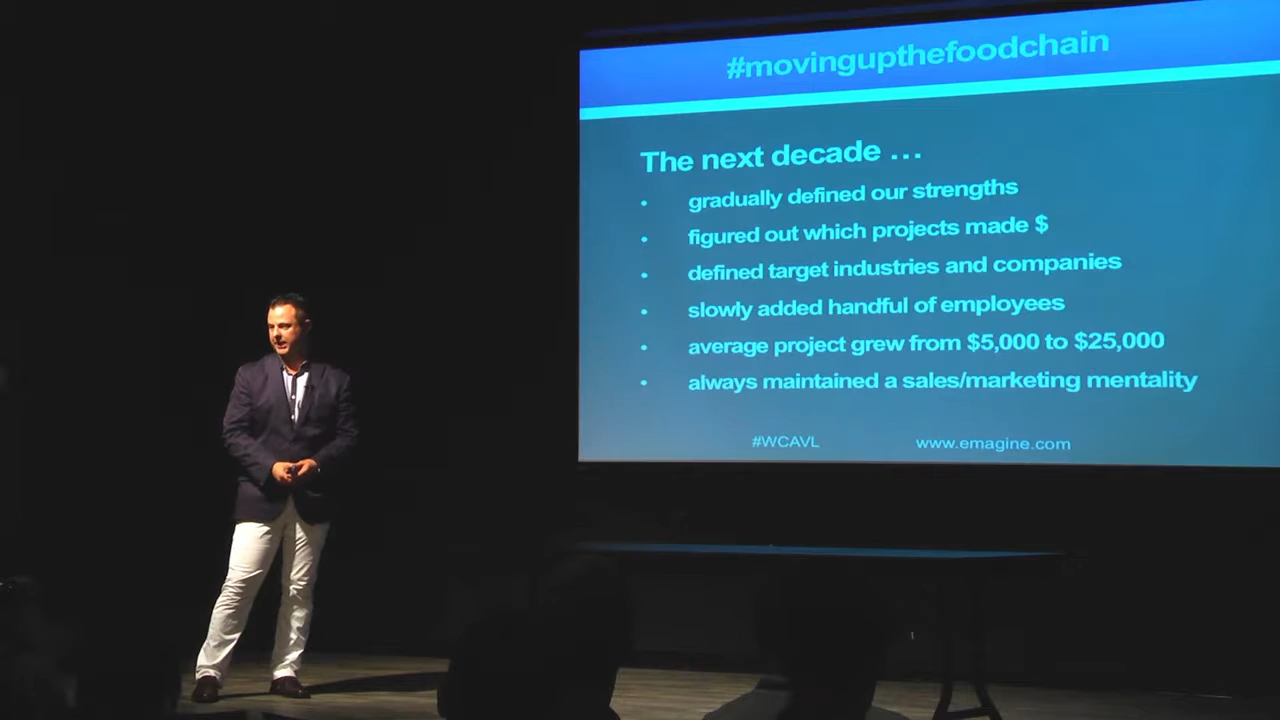 #movingupthefoodchain
The next decade ...
• gradually defined our strengths
• figured out which projects made $
• defined target industries and companies
• slowly added handful of employees
• average project grew from $5,000 to $25,000
• always maintained a sales/marketing mentality
#WCAVL www.emagine.com